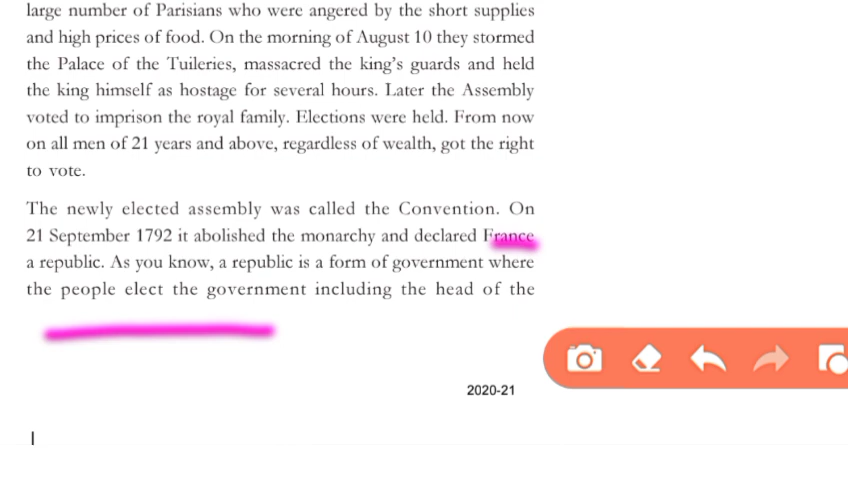 large number of Parisians who were angered by the short supplies
and high prices of food. On the morning of August 10 they stormed
the Palace of the Tuileries, massacred the king's guards and held
the king himself as hostage for several hours. Later the Assembly
voted to imprison the royal family. Elections were held. From now
on all men of 21 years and above, regardless of wealth, got the right
to vote.
The newly elected assembly was called the Convention. On
21 September 1792 it abolished the monarchy and declared France
a republic. As you know, a republic is a form of government where
the people elect the government including the head of the
2020-21